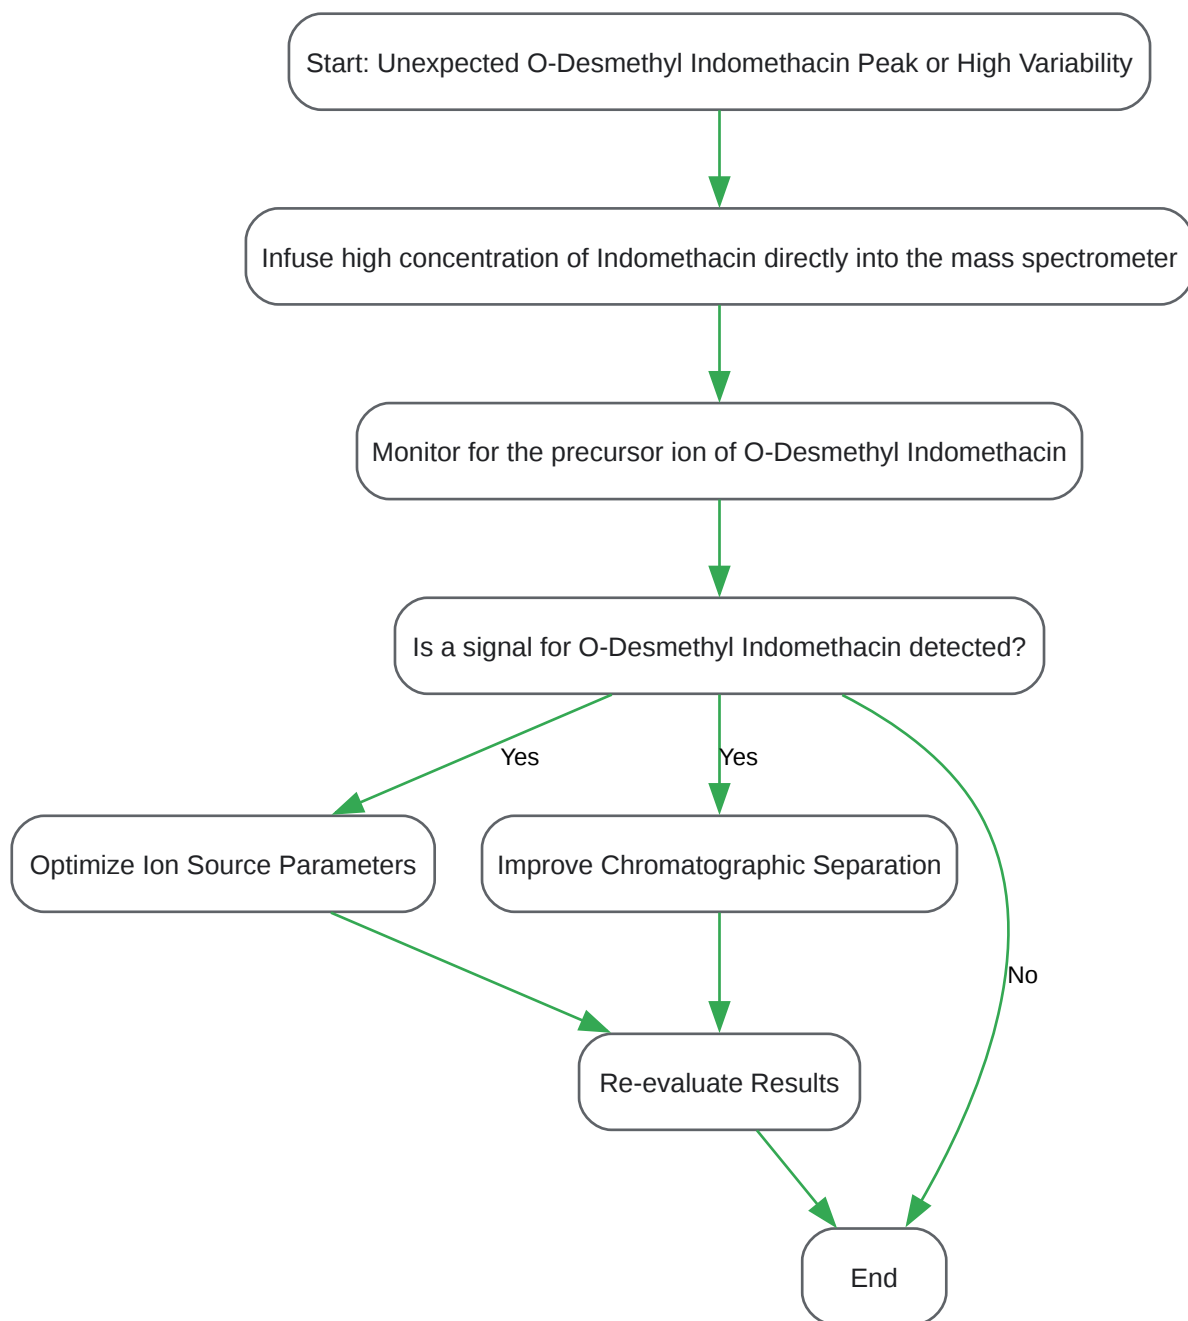 Start: Unexpected O-Desmethyl Indomethacin Peak or High Variability
Infuse high concentration of Indomethacin directly into the mass spectrometer
Monitor for the precursor ion of O-Desmethyl Indomethacin
Is a signal for O-Desmethyl Indomethacin detected?
Yes
Yes
Optimize Ion Source Parameters
Improve Chromatographic Separation
No
Re-evaluate Results
End